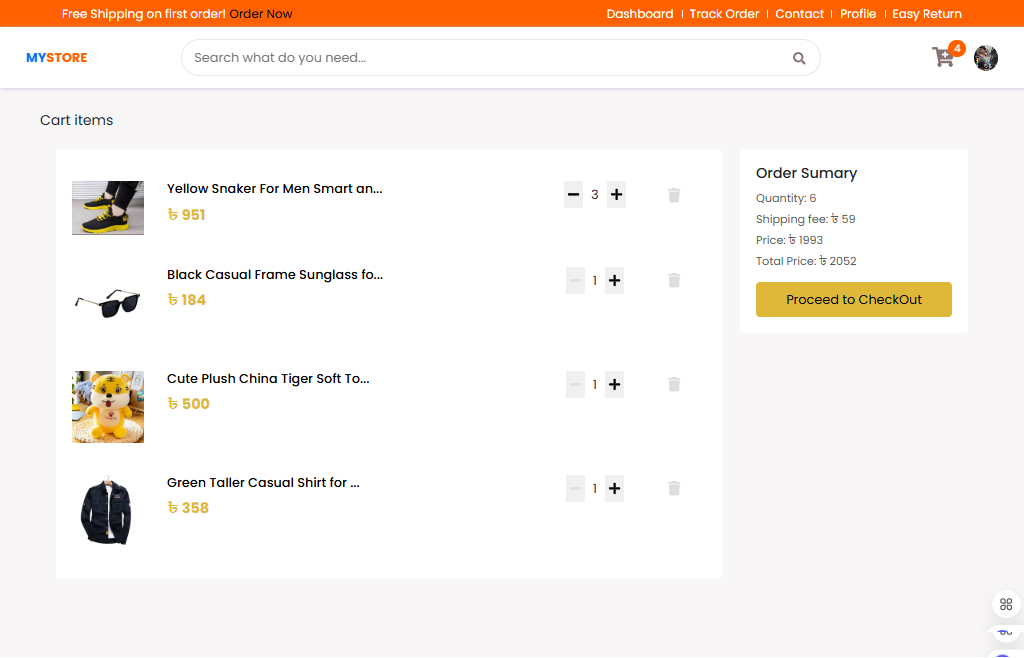 Free Shipping on first order! Order Now
Dashboard | Track Order | Contact | Profile | Easy Return
MYSTORE
Search what do you need...
4
Cart items
Yellow Snaker For Men Smart an...
৳ 951
3
Black Casual Frame Sunglass fo...
৳ 184
1
Cute Plush China Tiger Soft To...
৳ 500
1
Green Taller Casual Shirt for ...
৳ 358
1
Order Sumary
Quantity: 6
Shipping fee: ৳ 59
Price: ৳ 1993
Total Price: ৳ 2052
Proceed to CheckOut